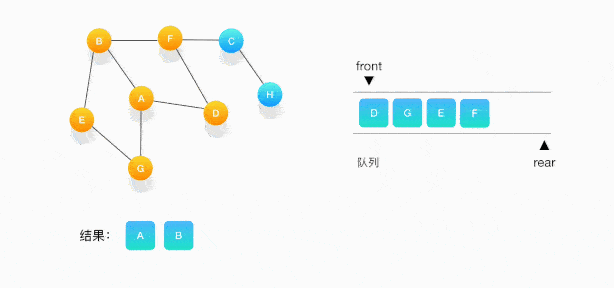 B F C
A H
E D
G
front
D G E F
队列 rear
结果： A B